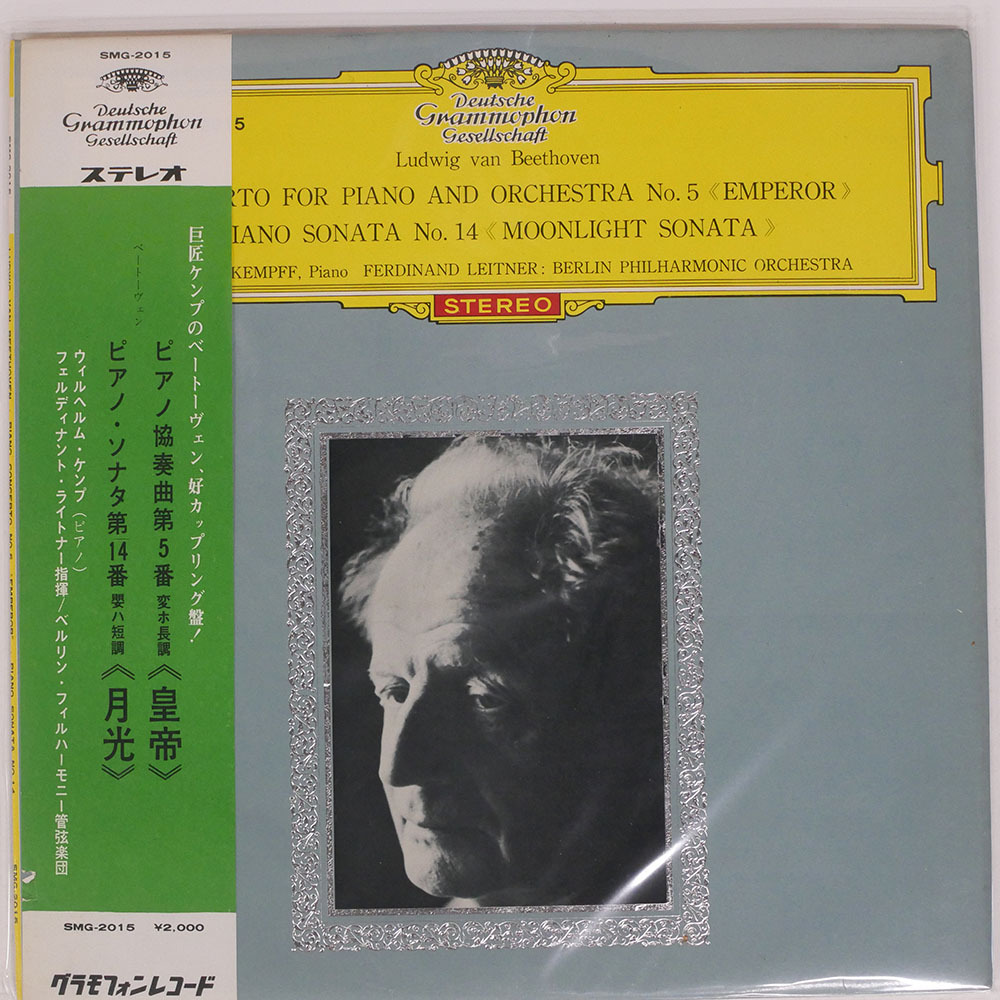 SMG-2015
Deutsche
Grammophon
Gesellschaft
ステレオ
巨匠ケンプのベートーヴェン、好カップリング盤!
ベートーヴェン
ピアノ協奏曲第5番 変ホ長調 《皇帝》
ピアノ・ソナタ第14番 嬰ハ短調 《月光》
ウィルヘルム・ケンプ(ピアノ)
フェルディナント・ライトナー指揮/ベルリン・フィルハーモニー管弦楽団
SMG-2015 ¥2,000
グラモフォンレコード
Deutsche
Grammophon
Gesellschaft
5
Ludwig van Beethoven
RTO FOR PIANO AND ORCHESTRA No. 5 《EMPEROR》
IANO SONATA No. 14 《MOONLIGHT SONATA》
KEMPFF, Piano FERDINAND LEITNER: BERLIN PHILHARMONIC ORCHESTRA
STEREO
SMG-2015